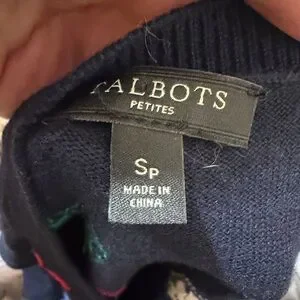 TALBOTS
PETITES
SP
MADE IN
CHINA